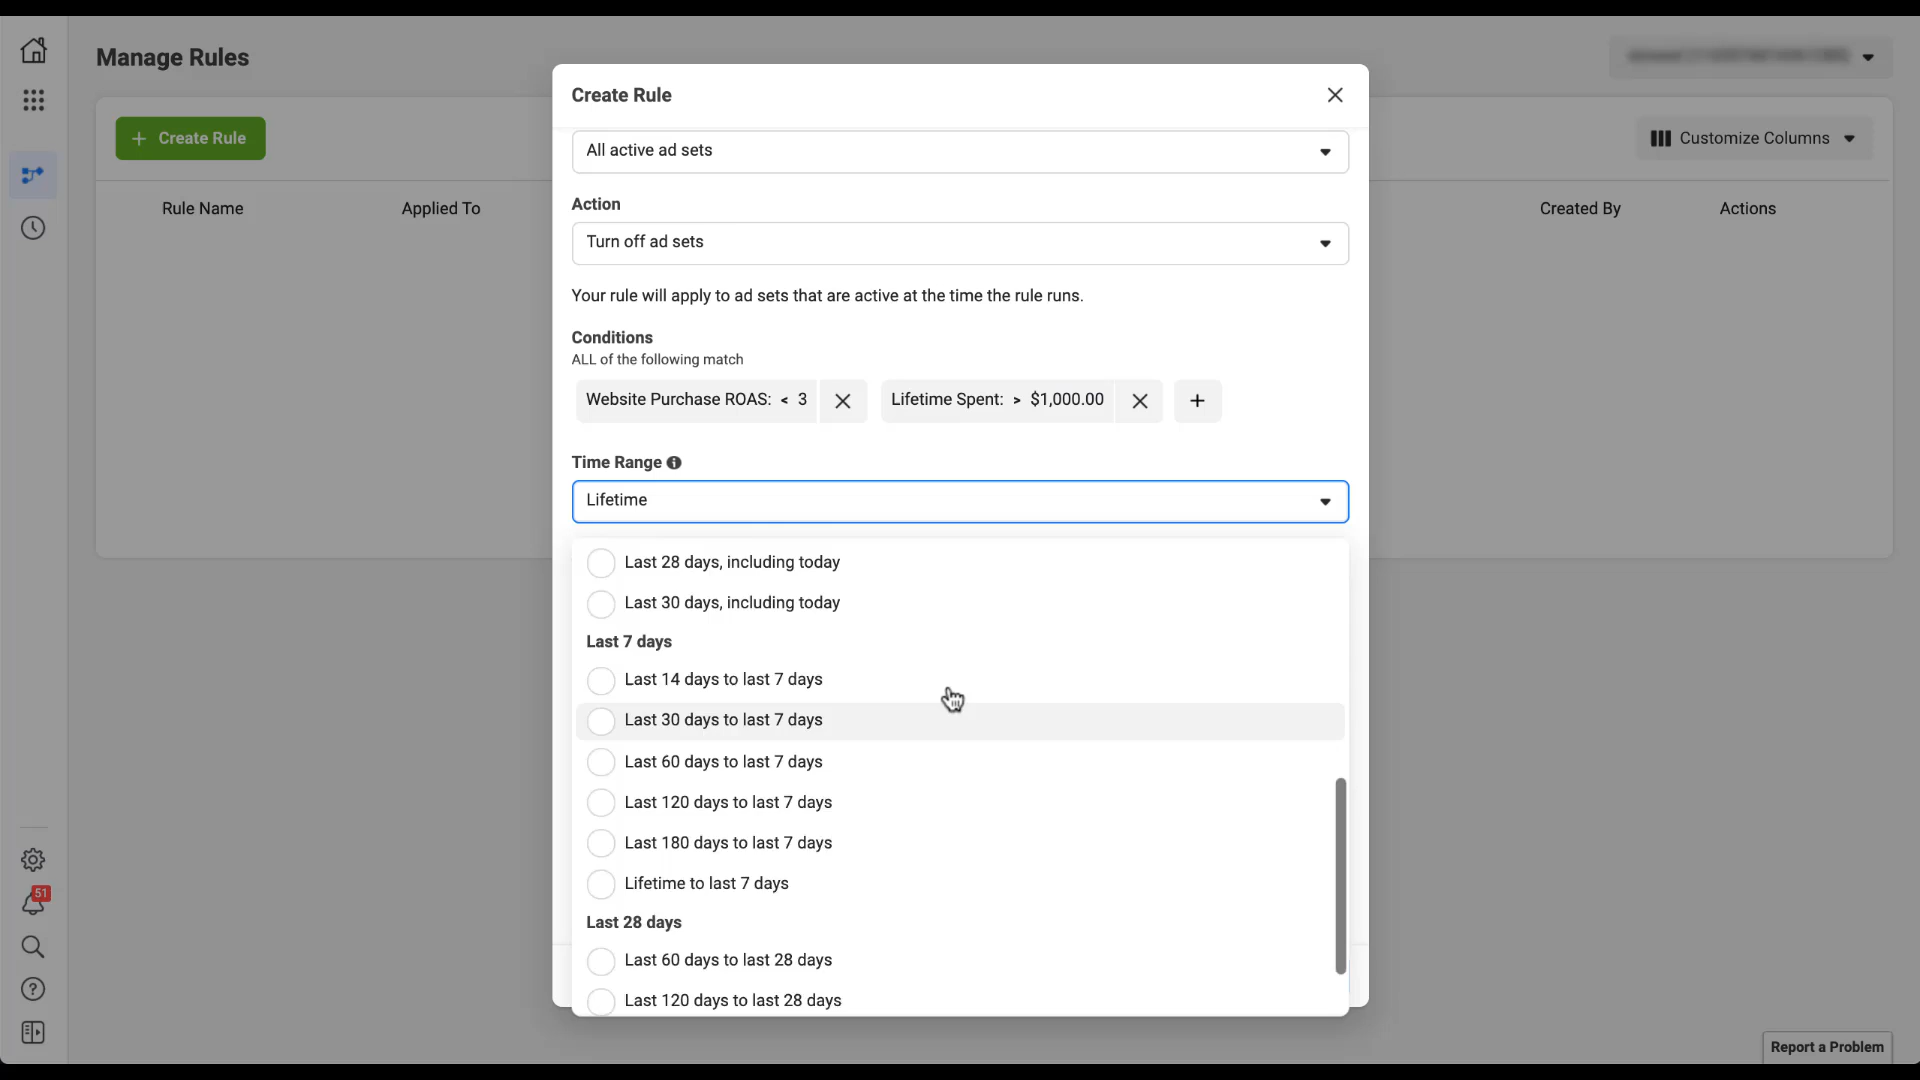 Manage Rules
Create Rule
+ Create Rule
Customize Columns
All active ad sets
Rule Name
Applied To
Created By
Actions
Action
Turn off ad sets
Your rule will apply to ad sets that are active at the time the rule runs.
Conditions
ALL of the following match
Website Purchase ROAS: < 3
Lifetime Spent: > $1,000.00
+
Time Range
Lifetime
Last 28 days, including today
Last 30 days, including today
Last 7 days
Last 14 days to last 7 days
Last 30 days to last 7 days
Last 60 days to last 7 days
Last 120 days to last 7 days
Last 180 days to last 7 days
Lifetime to last 7 days
51
Last 28 days
Last 60 days to last 28 days
Last 120 days to last 28 days
Report a Problem